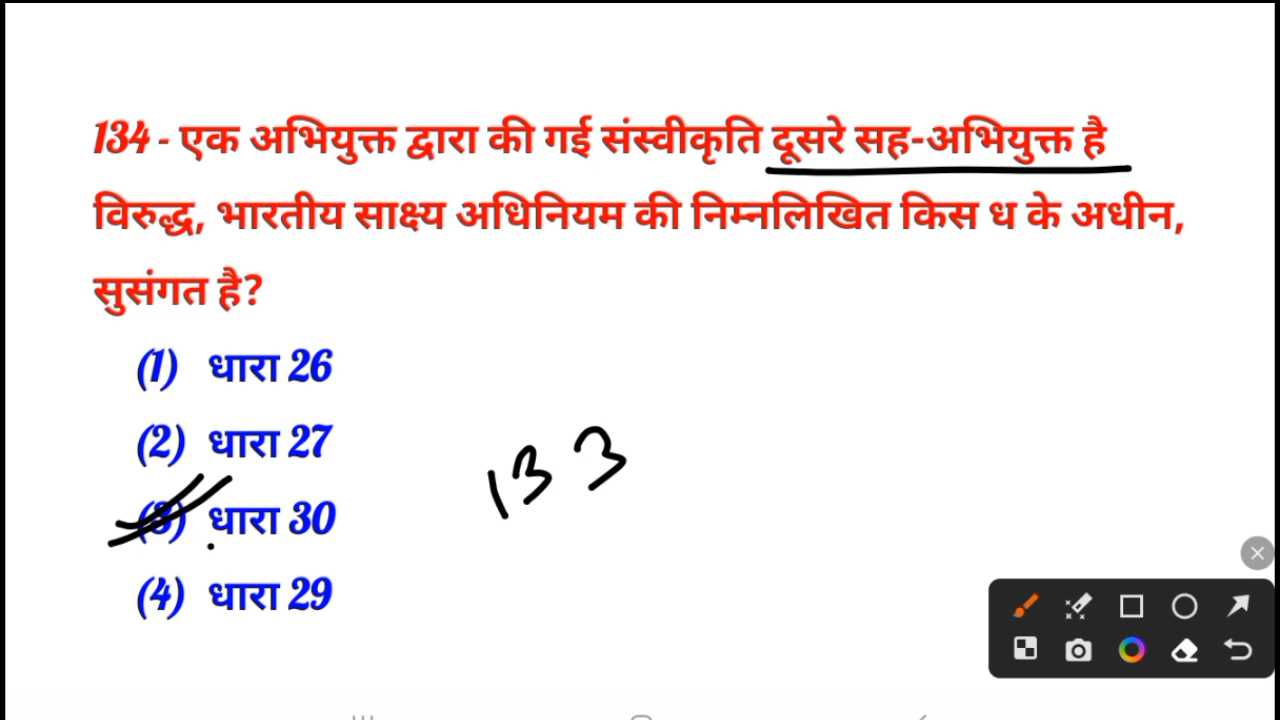 134 - एक अभियुक्त द्वारा की गई संस्वीकृति दूसरे सह-अभियुक्त है
विरुद्ध, भारतीय साक्ष्य अधिनियम की निम्नलिखित किस ध के अधीन,
सुसंगत है?
(1) धारा 26
(2) धारा 27
(3) धारा 30
(4) धारा 29
133